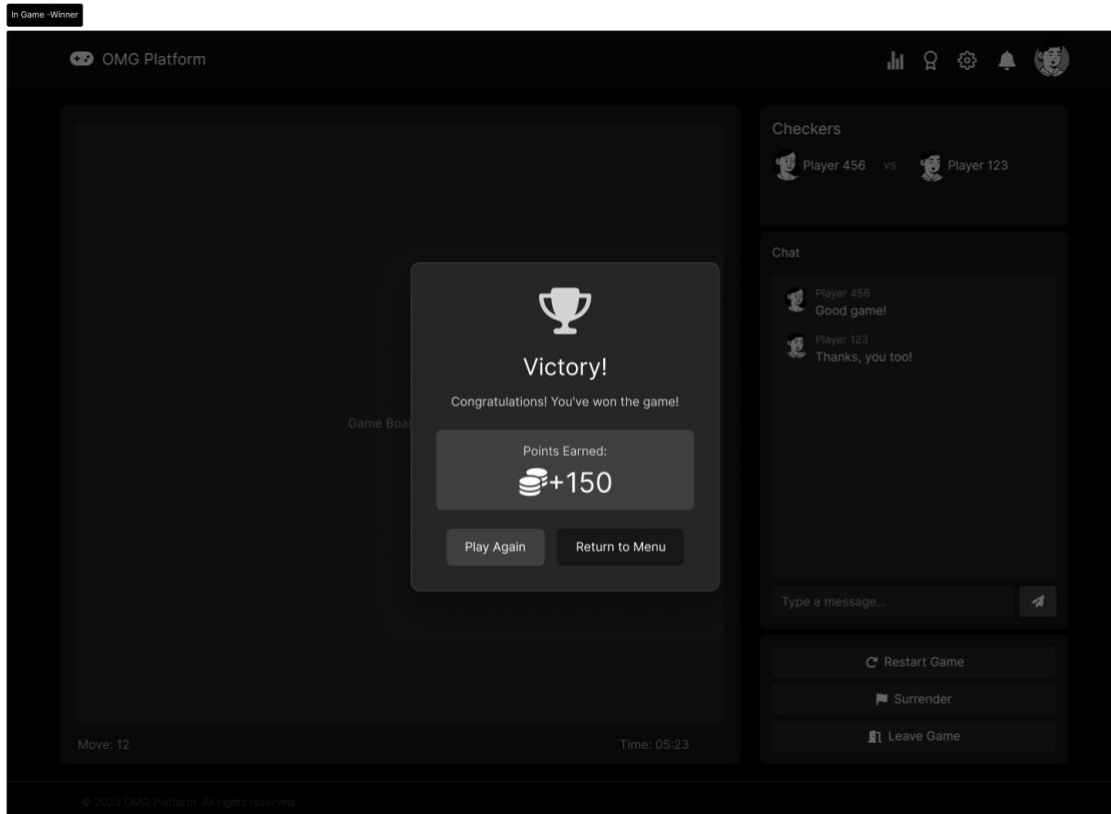 In Game -Winner
OMG Platform
Checkers
Player 456 vs Player 123
Chat
Player 456
Good game!
Player 123
Thanks, you too!
Victory!
Congratulations! You've won the game!
Game Boar
Points Earned:
+150
Play Again Return to Menu
Type a message...
Restart Game
Surrender
Leave Game
Move: 12 Time: 05:23
© 2025 OMG Platform. All rights reserved.